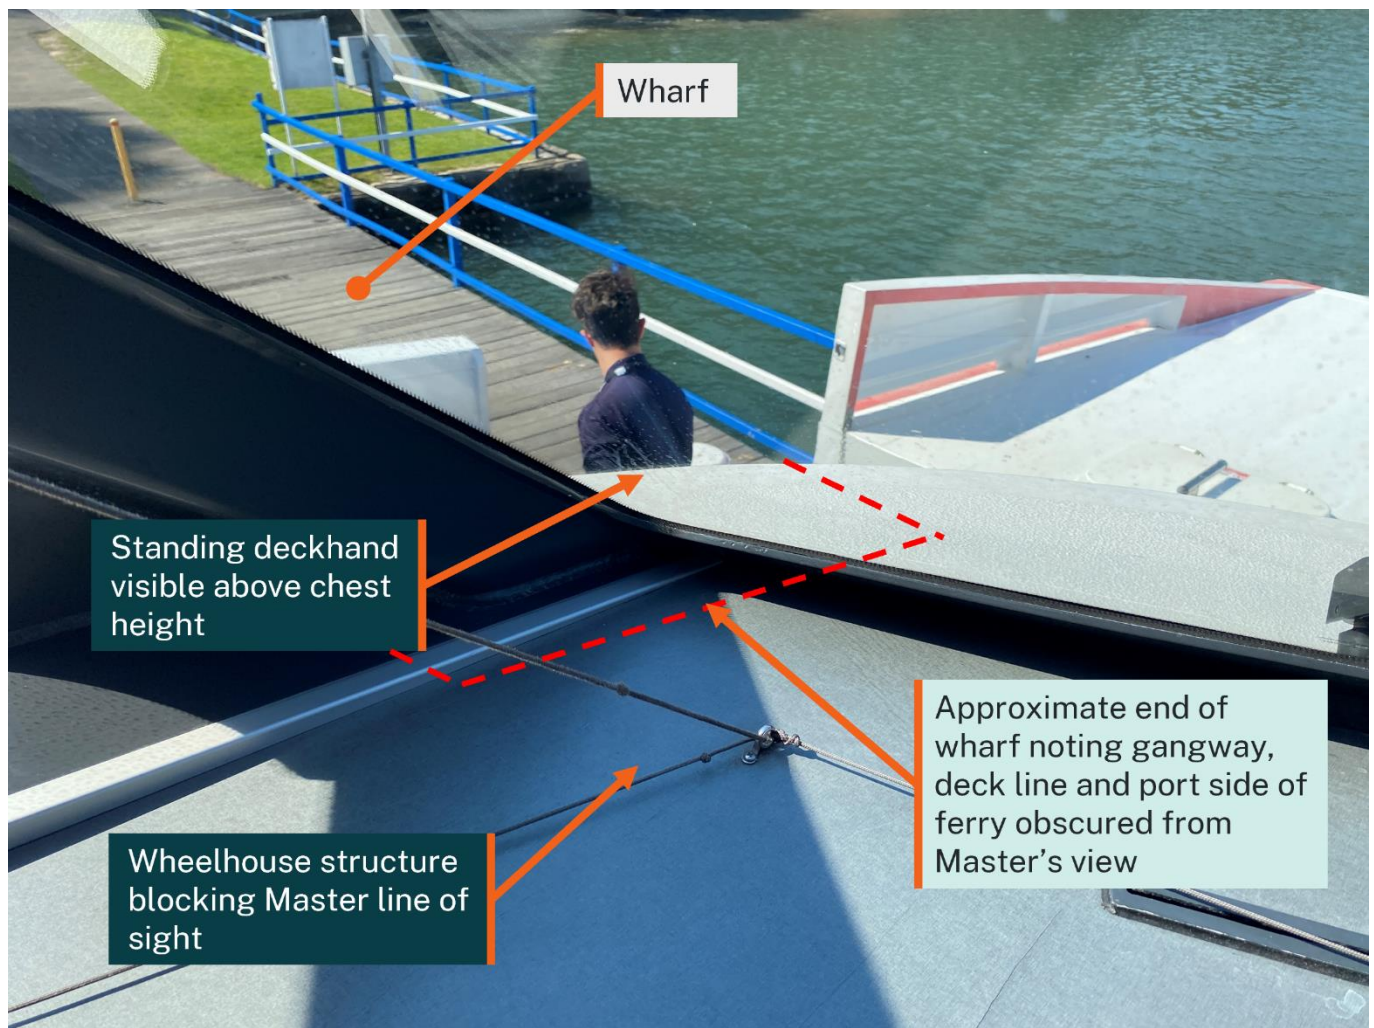 Wharf
Standing deckhand
visible above chest
height
Approximate end of
wharf noting gangway,
deck line and port side of
ferry obscured from
Master’s view
Wheelhouse structure
blocking Master line of
sight